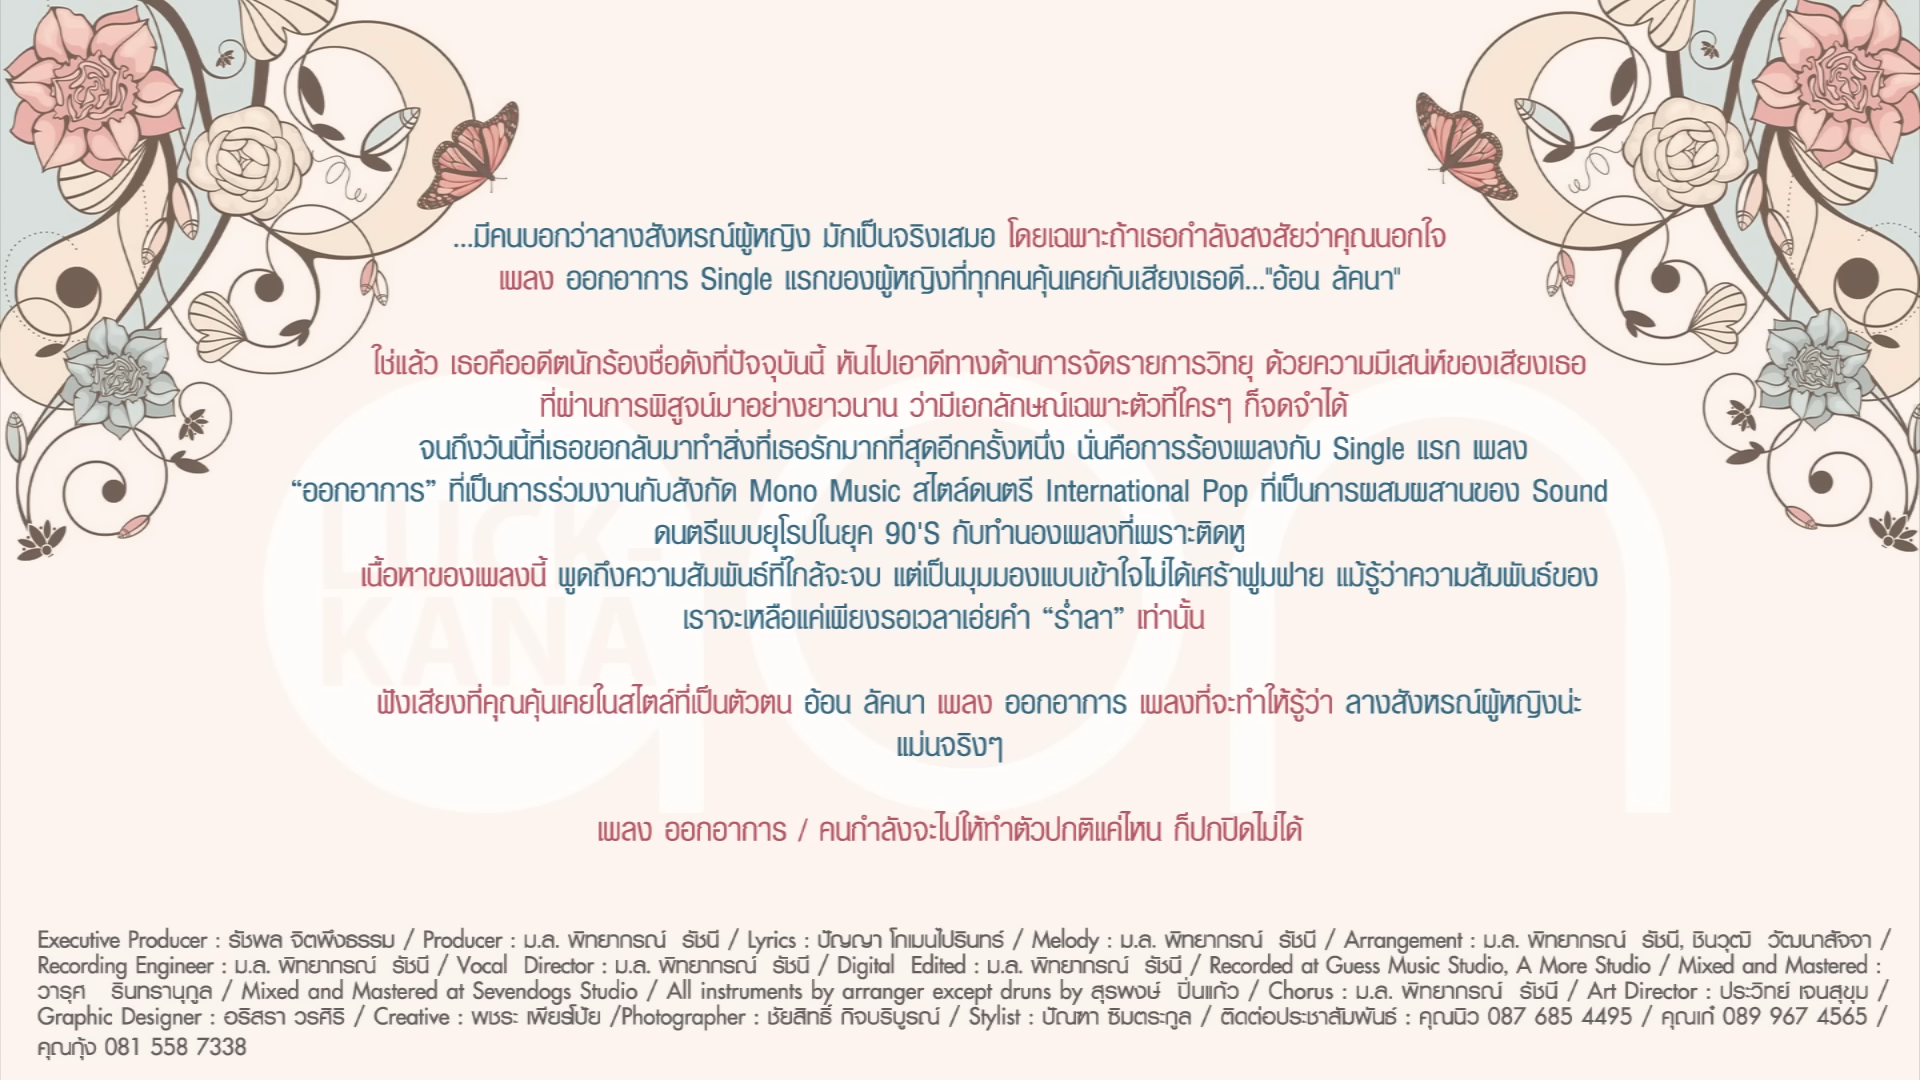 ...มีคนบอกว่าลางสังหรณ์ผู้หญิง มักเป็นจริงเสมอ โดยเฉพาะถ้าเธอกำลังสงสัยว่าคุณนอกใจ
เพลง ออกอาการ Single แรกของผู้หญิงที่ทุกคนคุ้นเคยกับเสียงเธอดี..."อ้อน ลัคนา"
ใช่แล้ว เธอคืออดีตนักร้องชื่อดังที่ปัจจุบันนี้ หันไปเอาดีทางด้านการจัดรายการวิทยุ ด้วยความมีเสน่ห์ของเสียงเธอ
ที่ผ่านการพิสูจน์มาอย่างยาวนาน ว่ามีเอกลักษณ์เฉพาะตัวที่ใครๆ ก็จดจำได้
จนถึงวันนี้ที่เธอขอกลับมาทำสิ่งที่เธอรักมากที่สุดอีกครั้งหนึ่ง นั่นคือการร้องเพลงกับ Single แรก เพลง
“ออกอาการ” ที่เป็นการร่วมงานกับสังกัด Mono Music สไตล์ดนตรี International Pop ที่เป็นการผสมผสานของ Sound
ดนตรีแบบยุโรปในยุค 90'S กับทำนองเพลงที่เพราะติดหู
เนื้อหาของเพลงนี้ พูดถึงความสัมพันธ์ที่ใกล้จะจบ แต่เป็นมุมมองแบบเข้าใจไม่ได้เศร้าฟูมฟาย แม้รู้ว่าความสัมพันธ์ของ
เราจะเหลือแค่เพียงรอเวลาเอ่ยคำ “ร่ำลา” เท่านั้น
ฟังเสียงที่คุณคุ้นเคยในสไตล์ที่เป็นตัวตน อ้อน ลัคนา เพลง ออกอาการ เพลงที่จะทำให้รู้ว่า ลางสังหรณ์ผู้หญิงน่ะ
แม่นจริงๆ
เพลง ออกอาการ / คนกำลังจะไปให้ทำตัวปกติแค่ไหน ก็ปกปิดไม่ได้
aon
LUCK-
KANA
Executive Producer : รัชพล จิตพึงธรรม / Producer : ม.ล. พิทยากรณ์ รัชนี / Lyrics : ปัญญา โกเมนไปรินทร์ / Melody : ม.ล. พิทยากรณ์ รัชนี / Arrangement : ม.ล. พิทยากรณ์ รัชนี, ชินวุฒิ วัฒนาสัจจา /
Recording Engineer : ม.ล. พิทยากรณ์ รัชนี / Vocal Director : ม.ล. พิทยากรณ์ รัชนี / Digital Edited : ม.ล. พิทยากรณ์ รัชนี / Recorded at Guess Music Studio, A More Studio / Mixed and Mastered :
วารุศ รินทรานุกูล / Mixed and Mastered at Sevendogs Studio / All instruments by arranger except druns by สุรพงษ์ ปิ่นแก้ว / Chorus : ม.ล. พิทยากรณ์ รัชนี / Art Director : ประวิทย์ เจนสุขุม /
Graphic Designer : อริสรา วรศิริ / Creative : พชระ เพียรโป้ย /Photographer : ชัยสิทธิ์ กิจบริบูรณ์ / Stylist : ปัณฑา ซิมตระกูล / ติดต่อประชาสัมพันธ์ : คุณนิว 087 685 4495 / คุณเก๋ 089 967 4565 /
คุณกุ้ง 081 558 7338